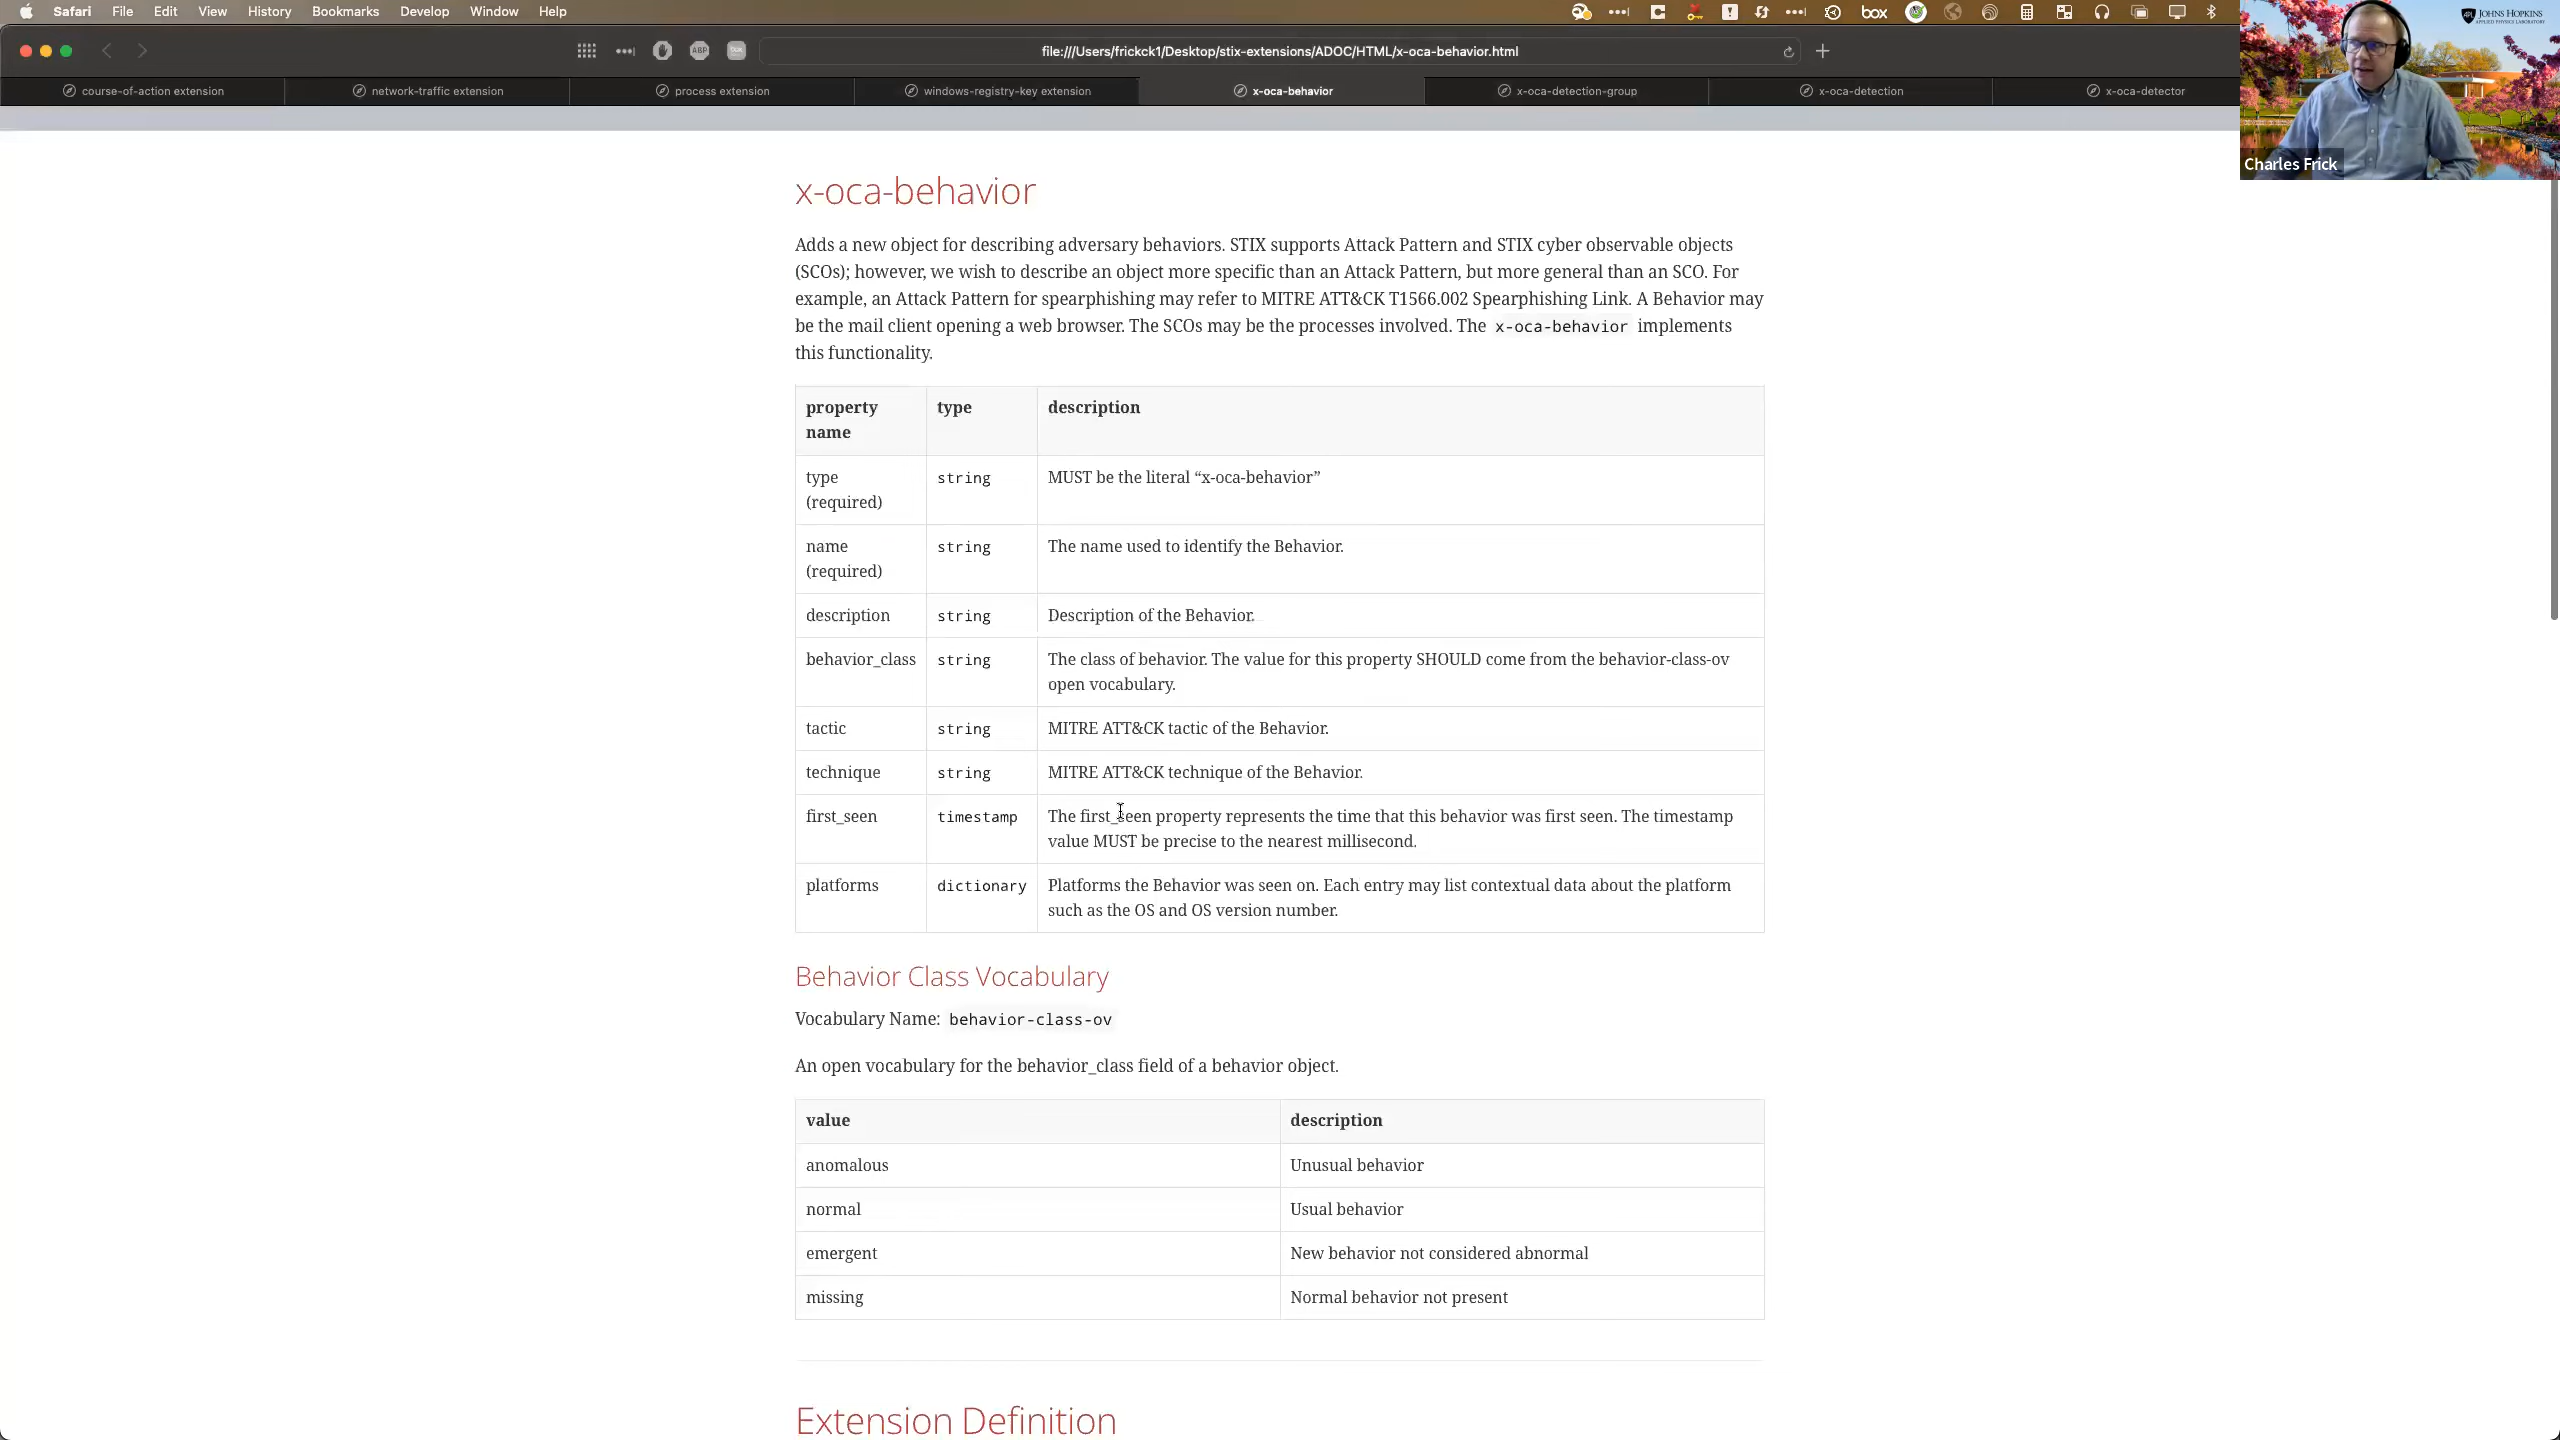 Safari File Edit View History Bookmarks Develop Window Help
box
ABP
file:///Users/frickck1/Desktop/stix-extensions/ADOC/HTML/x-oca-behavior.html
JOHNS HOPKINS
course-of-action extension
network-traffic extension
process extension
windows-registry-key extension
x-oca-behavior
x-oca-detection-group
x-oca-detection
x-oca-detector
Charles Frick
x-oca-behavior
Adds a new object for describing adversary behaviors. STIX supports Attack Pattern and STIX cyber observable objects
(SCOs); however, we wish to describe an object more specific than an Attack Pattern, but more general than an SCO. For
example, an Attack Pattern for spearphishing may refer to MITRE ATT&CK T1566.002 Spearphishing Link. A Behavior may
be the mail client opening a web browser. The SCOs may be the processes involved. The x-oca-behavior implements
this functionality.
property type description
name
type string MUST be the literal “x-oca-behavior”
(required)
name string The name used to identify the Behavior.
(required)
description string Description of the Behavior.
behavior_class string The class of behavior. The value for this property SHOULD come from the behavior-class-ov
open vocabulary.
tactic string MITRE ATT&CK tactic of the Behavior.
technique string MITRE ATT&CK technique of the Behavior.
first_seen timestamp The first_seen property represents the time that this behavior was first seen. The timestamp
value MUST be precise to the nearest millisecond.
platforms dictionary Platforms the Behavior was seen on. Each entry may list contextual data about the platform
such as the OS and OS version number.
Behavior Class Vocabulary
Vocabulary Name: behavior-class-ov
An open vocabulary for the behavior_class field of a behavior object.
value description
anomalous Unusual behavior
normal Usual behavior
emergent New behavior not considered abnormal
missing Normal behavior not present
Extension Definition